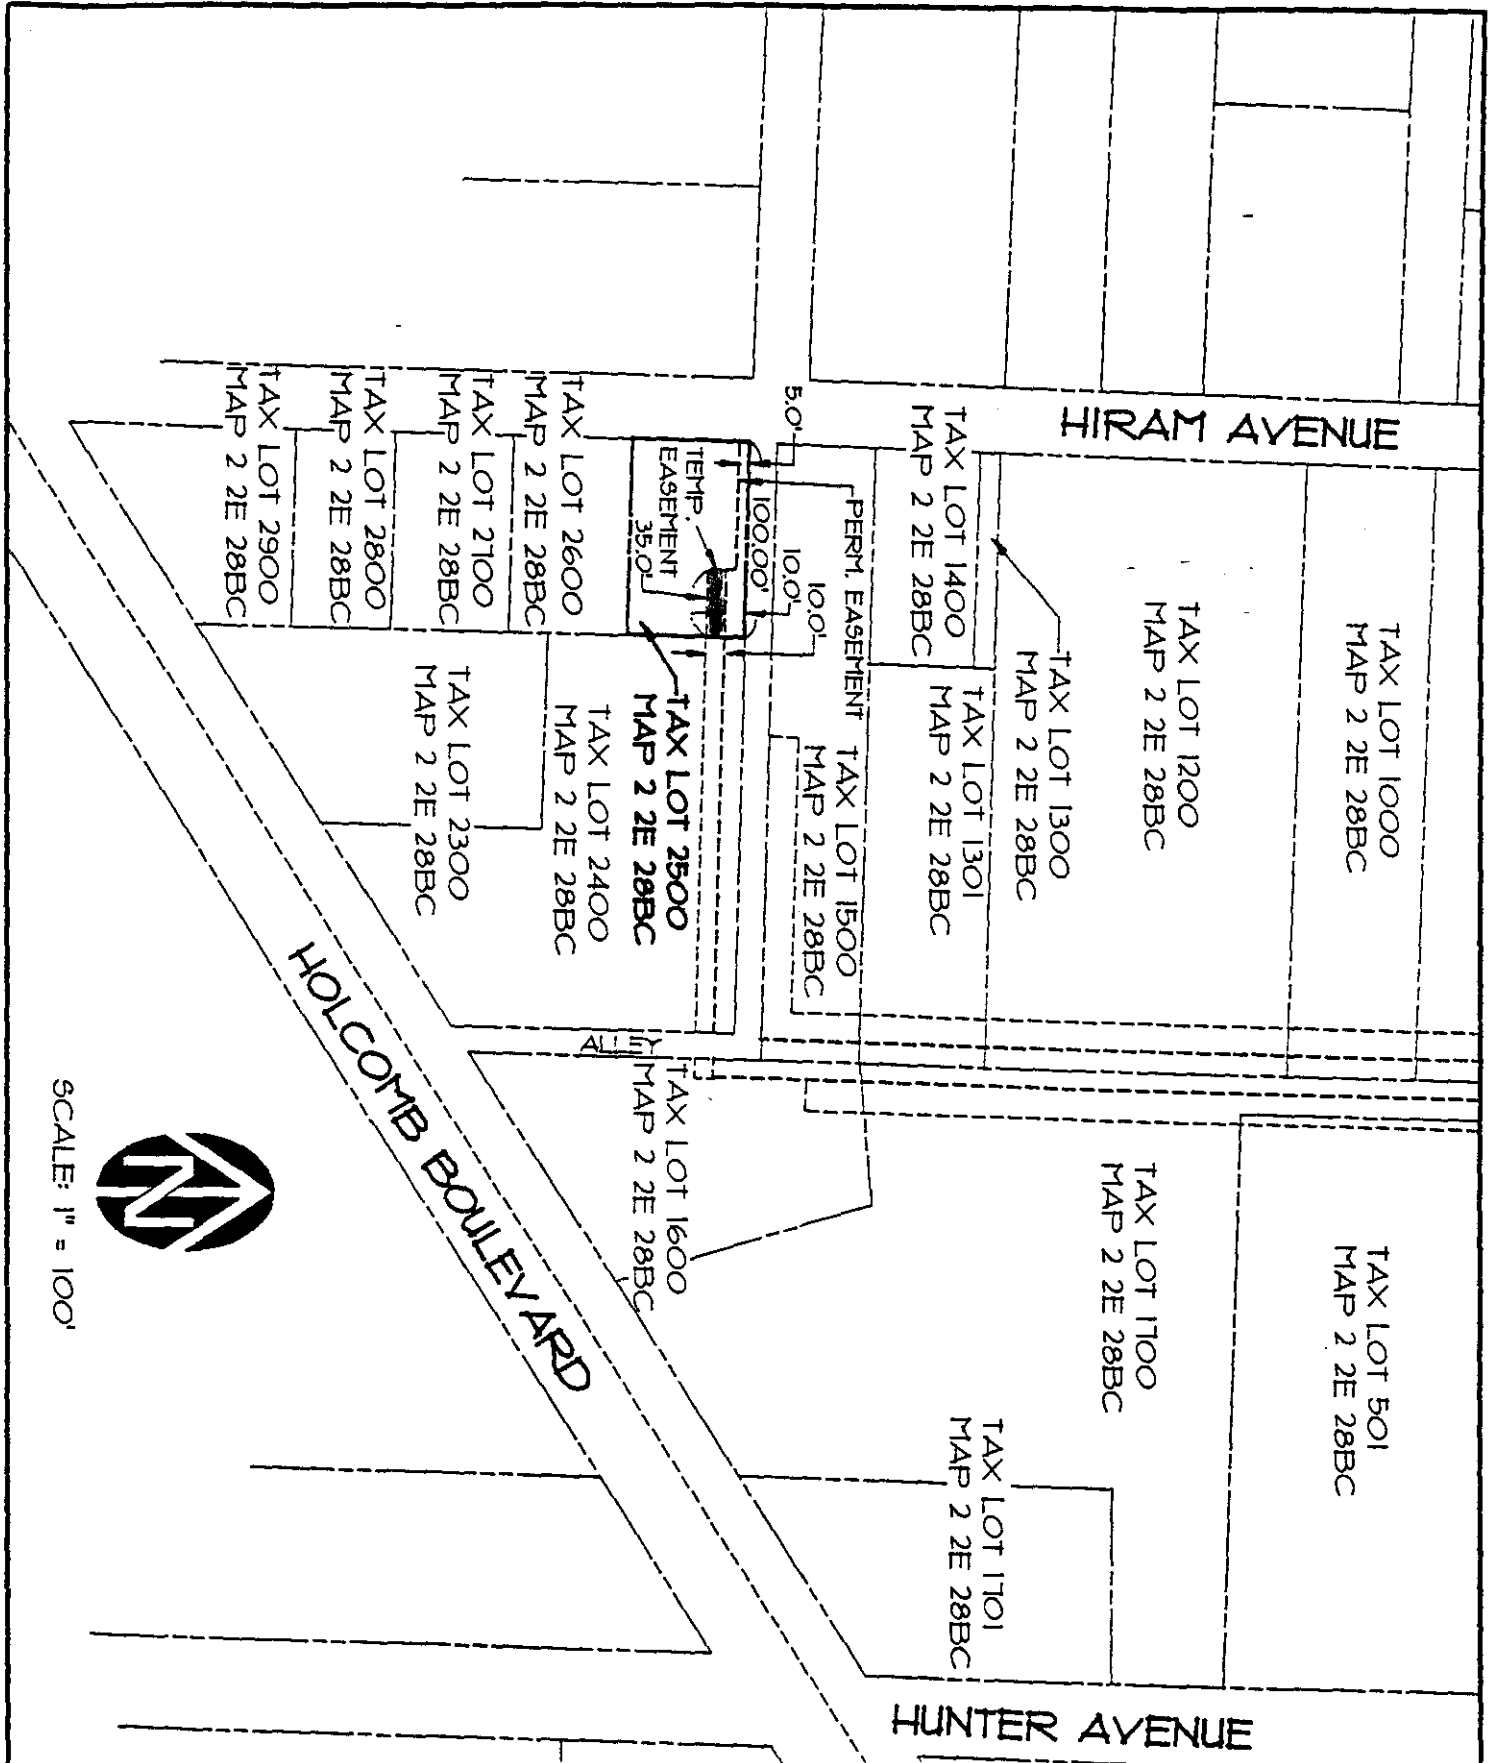 HIRAM AVENUE
TAX LOT 1000
MAP 2 2E 28BC
TAX LOT 1200
MAP 2 2E 28BC
TAX LOT 1300
MAP 2 2E 28BC
TAX LOT 1400
MAP 2 2E 28BC
TAX LOT 1301
MAP 2 2E 28BC
PERM. EASEMENT
TAX LOT 1500
MAP 2 2E 28BC
5.0'
100.00'
10.0'
10.0'
TEMP.
EASEMENT
35.0'
TAX LOT 2500
MAP 2 2E 28BC
TAX LOT 2600
MAP 2 2E 28BC
TAX LOT 2700
MAP 2 2E 28BC
TAX LOT 2800
MAP 2 2E 28BC
TAX LOT 2900
MAP 2 2E 28BC
TAX LOT 2400
MAP 2 2E 28BC
TAX LOT 2300
MAP 2 2E 28BC
ALLEY
TAX LOT 1600
MAP 2 2E 28BC
TAX LOT 501
MAP 2 2E 28BC
TAX LOT 1700
MAP 2 2E 28BC
TAX LOT 1701
MAP 2 2E 28BC
HOLCOMB BOULEVARD
HUNTER AVENUE
N
SCALE: 1" = 100'